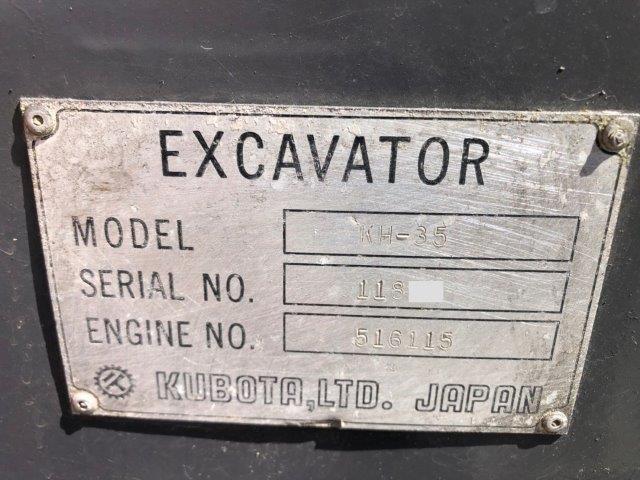 EXCAVATOR
MODEL KH-35
SERIAL NO. 118
ENGINE NO. 516115
KUBOTA, LTD. JAPAN